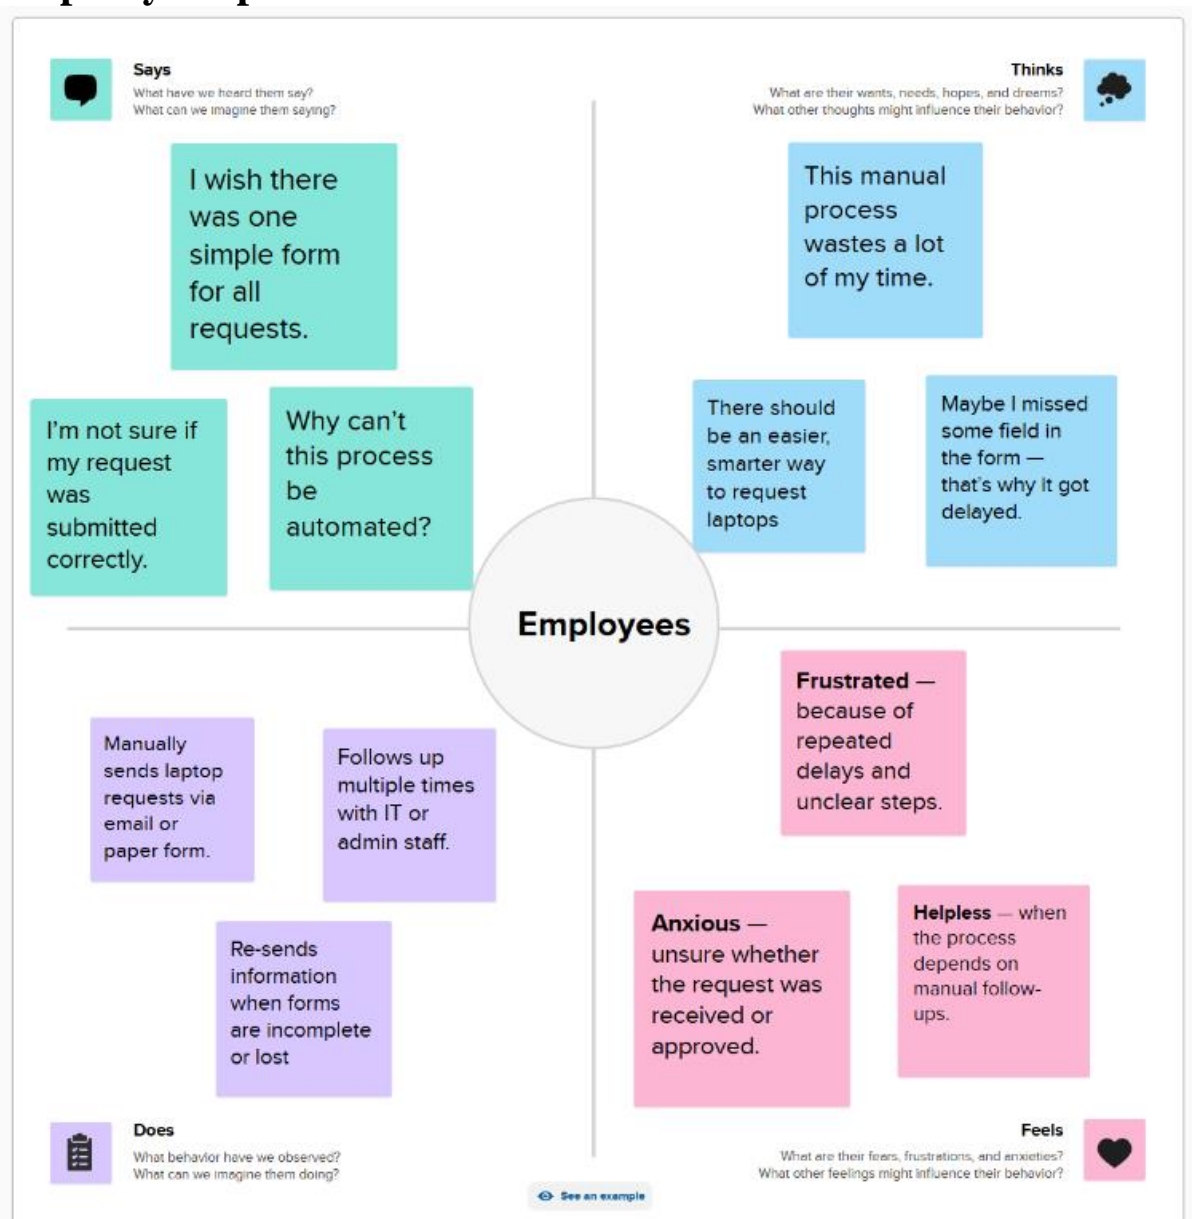 Says
What have we heard them say?
What can we imagine them saying?
Thinks
What are their wants, needs, hopes, and dreams?
What other thoughts might influence their behavior?
I wish there
was one
simple form
for all
requests.
I'm not sure if
my request
was
submitted
correctly.
Why can't
this process
be
automated?
This manual
process
wastes a lot
of my time.
There should
be an easier,
smarter way
to request
laptops
Maybe I missed
some field in
the form —
that's why it got
delayed.
Employees
Manually
sends laptop
requests via
email or
paper form.
Follows up
multiple times
with IT or
admin staff.
Re-sends
information
when forms
are incomplete
or lost
Frustrated —
because of
repeated
delays and
unclear steps.
Anxious —
unsure whether
the request was
received or
approved.
Helpless — when
the process
depends on
manual follow-
ups.
Does
What behavior have we observed?
What can we imagine them doing?
Feels
What are their fears, frustrations, and anxieties?
What other feelings might influence their behavior?
See an example